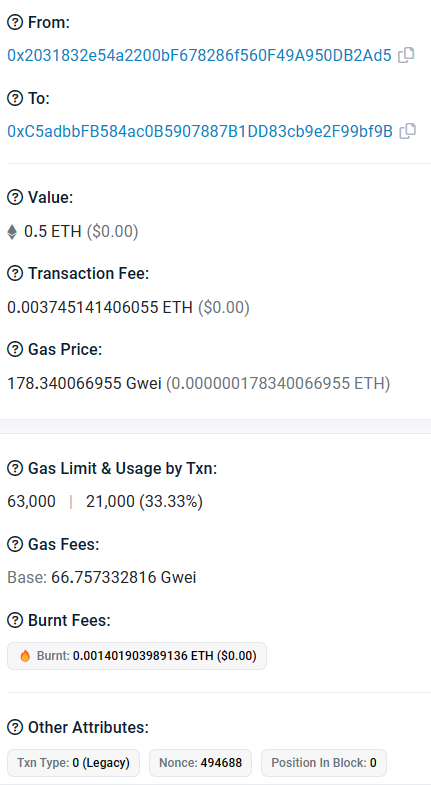 From:
0x2031832e54a2200bF678286f560F49A950DB2Ad5
To:
0xC5adbbFB584ac0B5907887B1DD83cb9e2F99bf9B
Value:
0.5 ETH ($0.00)
Transaction Fee:
0.003745141406055 ETH ($0.00)
Gas Price:
178.340066955 Gwei (0.000000178340066955 ETH)
Gas Limit & Usage by Txn:
63,000 | 21,000 (33.33%)
Gas Fees:
Base: 66.757332816 Gwei
Burnt Fees:
🔥 Burnt: 0.001401903989136 ETH ($0.00)
Other Attributes:
Txn Type: 0 (Legacy) Nonce: 494688 Position In Block: 0